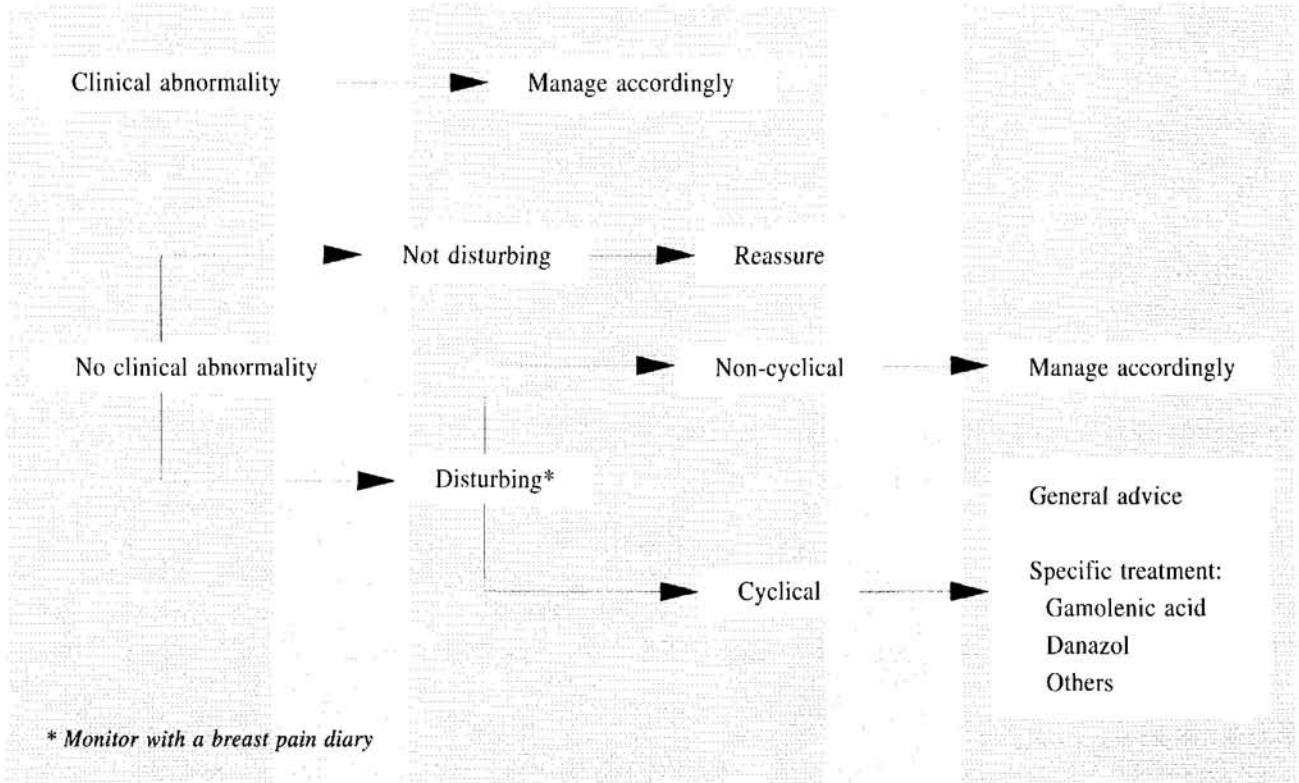 Clinical abnormality
Manage accordingly
Not disturbing
Reassure
No clinical abnormality
Non-cyclical
Manage accordingly
Disturbing*
General advice
Cyclical
Specific treatment:
Gamolenic acid
Danazol
Others
* Monitor with a breast pain diary